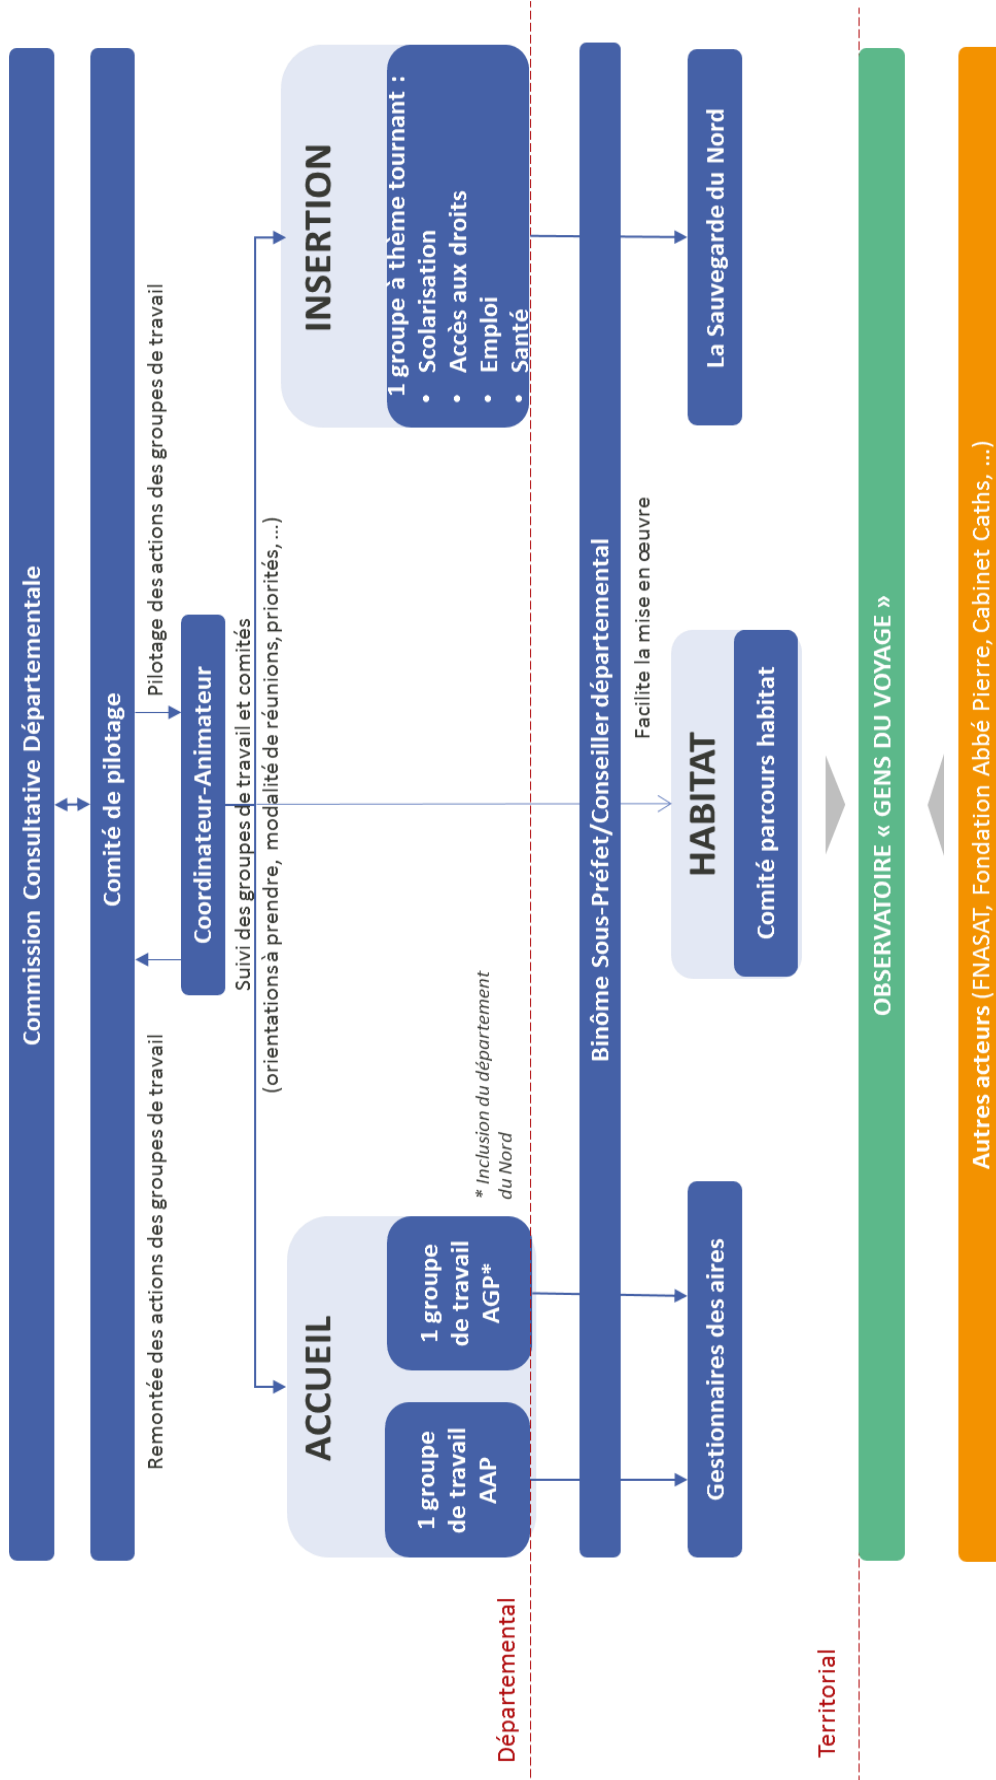 Commission Consultative Départementale
Comité de pilotage
Remontée des actions des groupes de travail
Pilotage des actions des groupes de travail
Coordinateur-Animateur
Suivi des groupes de travail et comités
(orientations à prendre, modalité de réunions, priorités, ...)
ACCUEIL
1 groupe
de travail
AAP
1 groupe
de travail
AGP*
* Inclusion du département
du Nord
INSERTION
1 groupe à thème tournant :
• Scolarisation
• Accès aux droits
• Emploi
• Santé
Départemental
Binôme Sous-Préfet/Conseiller départemental
Facilite la mise en œuvre
Gestionnaires des aires
HABITAT
Comité parcours habitat
La Sauvegarde du Nord
Territorial
OBSERVATOIRE « GENS DU VOYAGE »
Autres acteurs (FNASAT, Fondation Abbé Pierre, Cabinet Caths, ...)